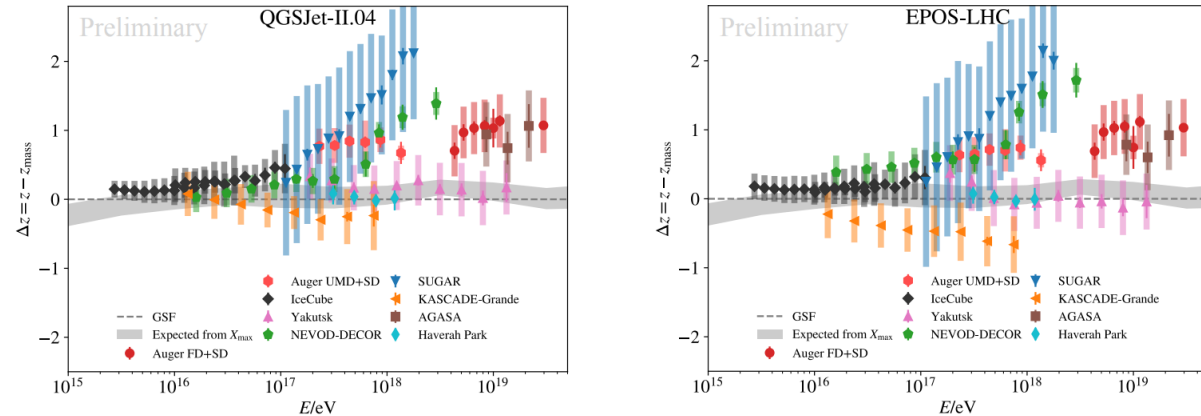 QGSJet-II.04
Preliminary
2
1
0
−1
−2
Δz = z − z_mass
GSF
Expected from X_max
Auger FD+SD
Auger UMD+SD
IceCube
Yakutsk
NEVOD-DECOR
SUGAR
KASCADE-Grande
AGASA
Haverah Park
10^15 10^16 10^17 10^18 10^19
E/eV
EPOS-LHC
Preliminary
2
1
0
−1
−2
Δz = z − z_mass
GSF
Expected from X_max
Auger FD+SD
Auger UMD+SD
IceCube
Yakutsk
NEVOD-DECOR
SUGAR
KASCADE-Grande
AGASA
Haverah Park
10^15 10^16 10^17 10^18 10^19
E/eV